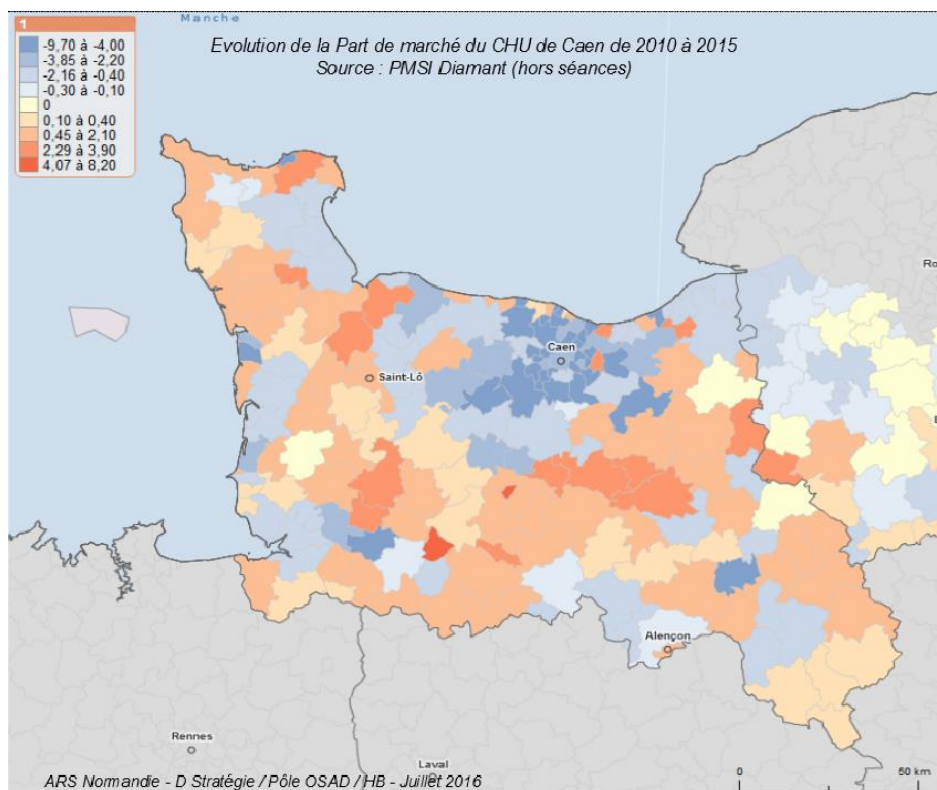 Manche
1
-9,70 à -4,00
-3,85 à -2,20
-2,16 à -0,40
-0,30 à -0,10
0
0,10 à 0,40
0,45 à 2,10
2,29 à 3,90
4,07 à 8,20
Evolution de la Part de marché du CHU de Caen de 2010 à 2015
Source : PMSI Diamant (hors séances)
Ro
Caen
Saint-Lô
E
Alençon
Rennes
Laval
0
50 km
ARS Normandie - D Stratégie / Pôle OSAD / HB - Juillet 2016